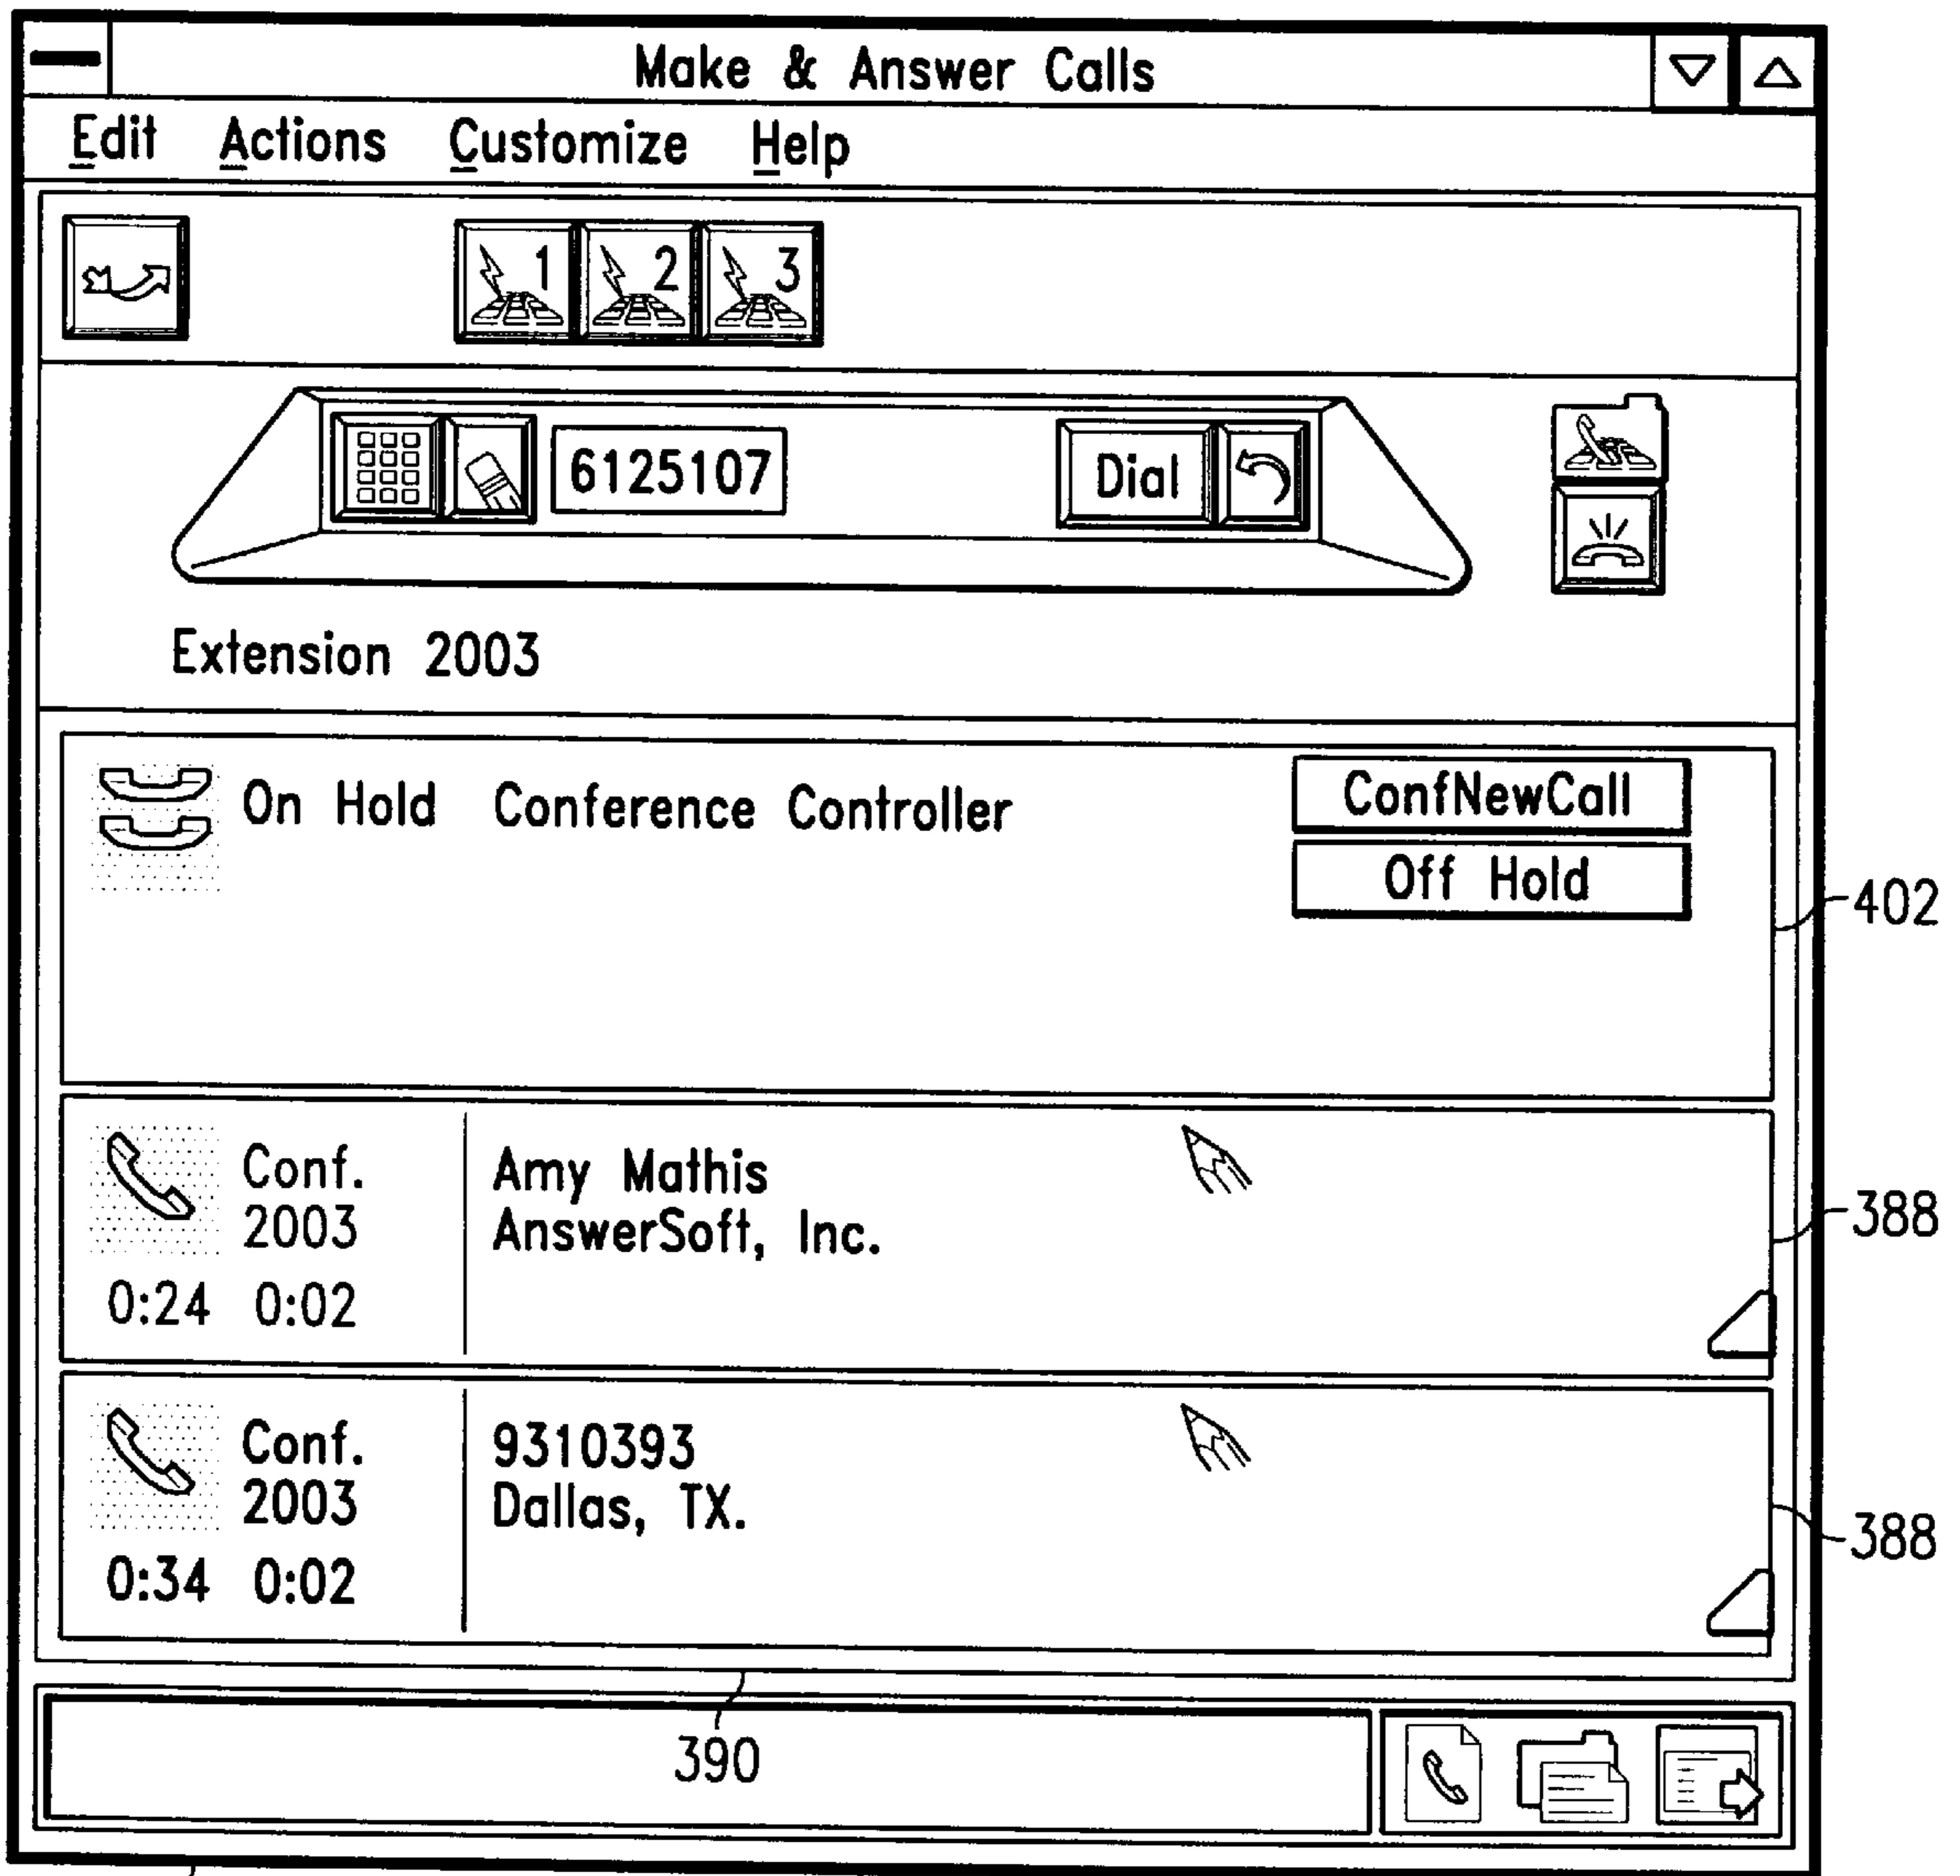 Make & Answer Calls
Edit Actions Customize Help
1 2 3
6125107 Dial
Extension 2003
On Hold Conference Controller ConfNewCall
Off Hold
402
Conf. Amy Mathis
2003 AnswerSoft, Inc.
388
0:24 0:02
Conf. 9310393
2003 Dallas, TX.
388
0:34 0:02
390